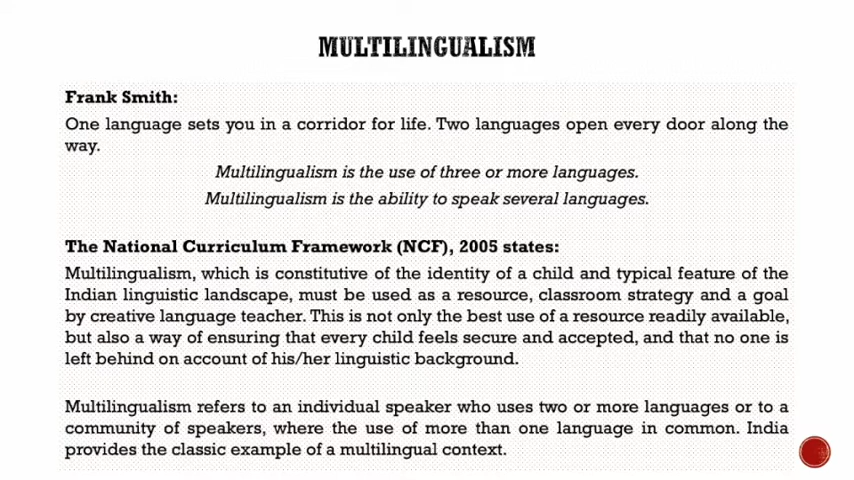 MULTILINGUALISM
Frank Smith:
One language sets you in a corridor for life. Two languages open every door along the
way.
Multilingualism is the use of three or more languages.
Multilingualism is the ability to speak several languages.
The National Curriculum Framework (NCF), 2005 states:
Multilingualism, which is constitutive of the identity of a child and typical feature of the
Indian linguistic landscape, must be used as a resource, classroom strategy and a goal
by creative language teacher. This is not only the best use of a resource readily available,
but also a way of ensuring that every child feels secure and accepted, and that no one is
left behind on account of his/her linguistic background.
Multilingualism refers to an individual speaker who uses two or more languages or to a
community of speakers, where the use of more than one language in common. India
provides the classic example of a multilingual context.